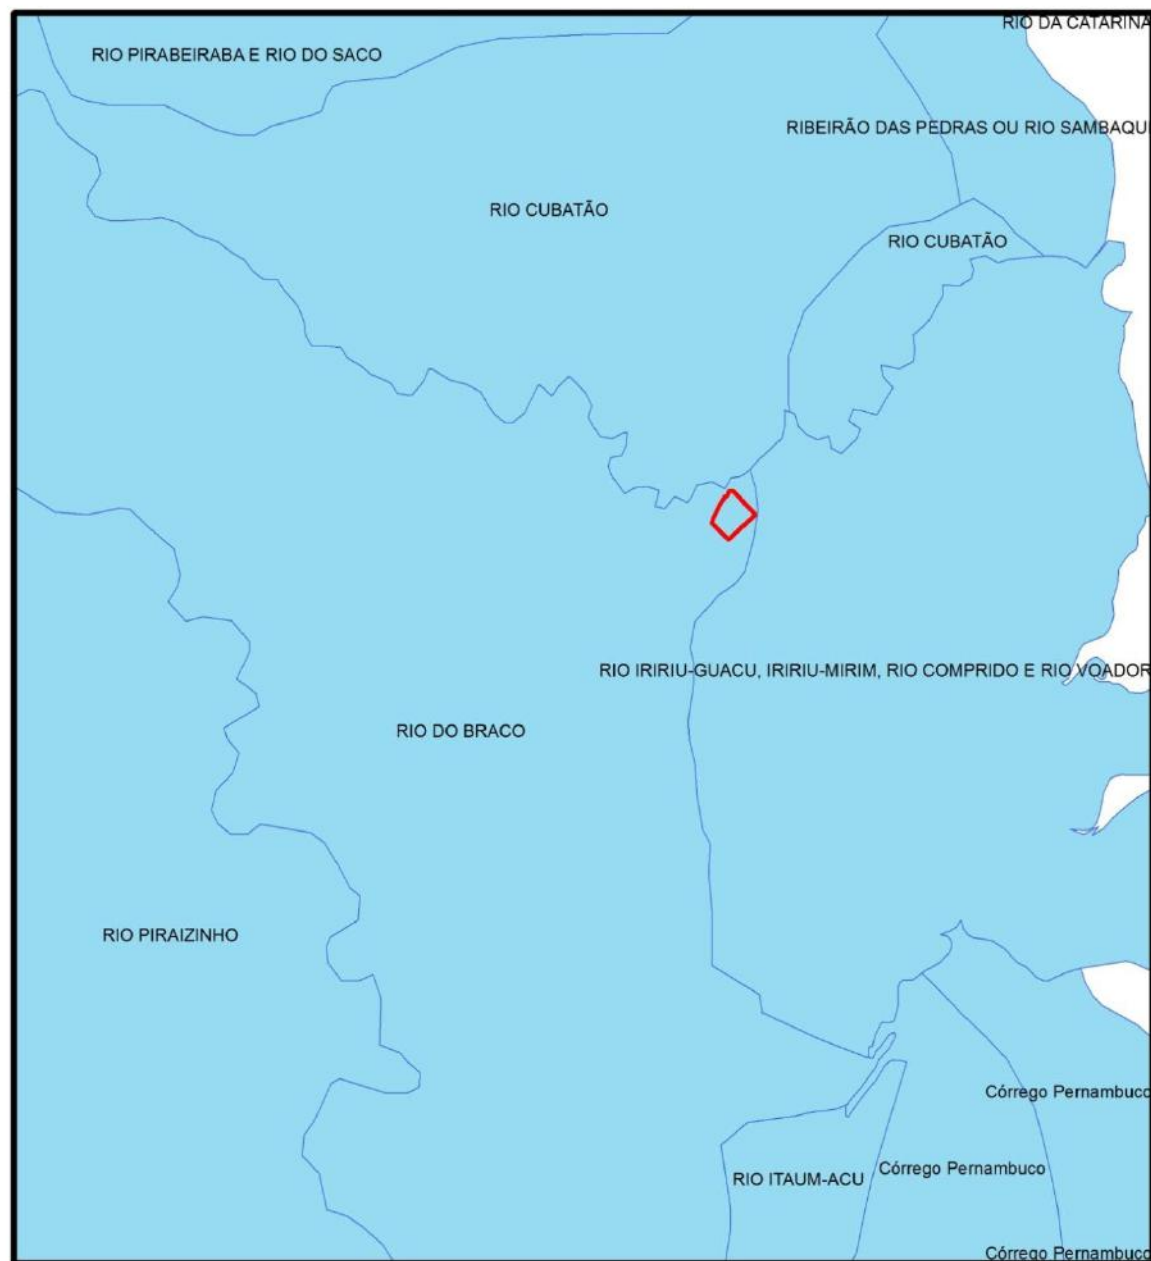 RIO DA CATARINA
RIO PIRABEIRABA E RIO DO SACO
RIBEIRÃO DAS PEDRAS OU RIO SAMBAQUI
RIO CUBATÃO
RIO CUBATÃO
RIO IRIRIU-GUACU, IRIRIU-MIRIM, RIO COMPRIDO E RIO VOADOR
RIO DO BRACO
RIO PIRAIZINHO
Córrego Pernambuco
Córrego Pernambuco
RIO ITAUM-ACU
Córrego Pernambuco